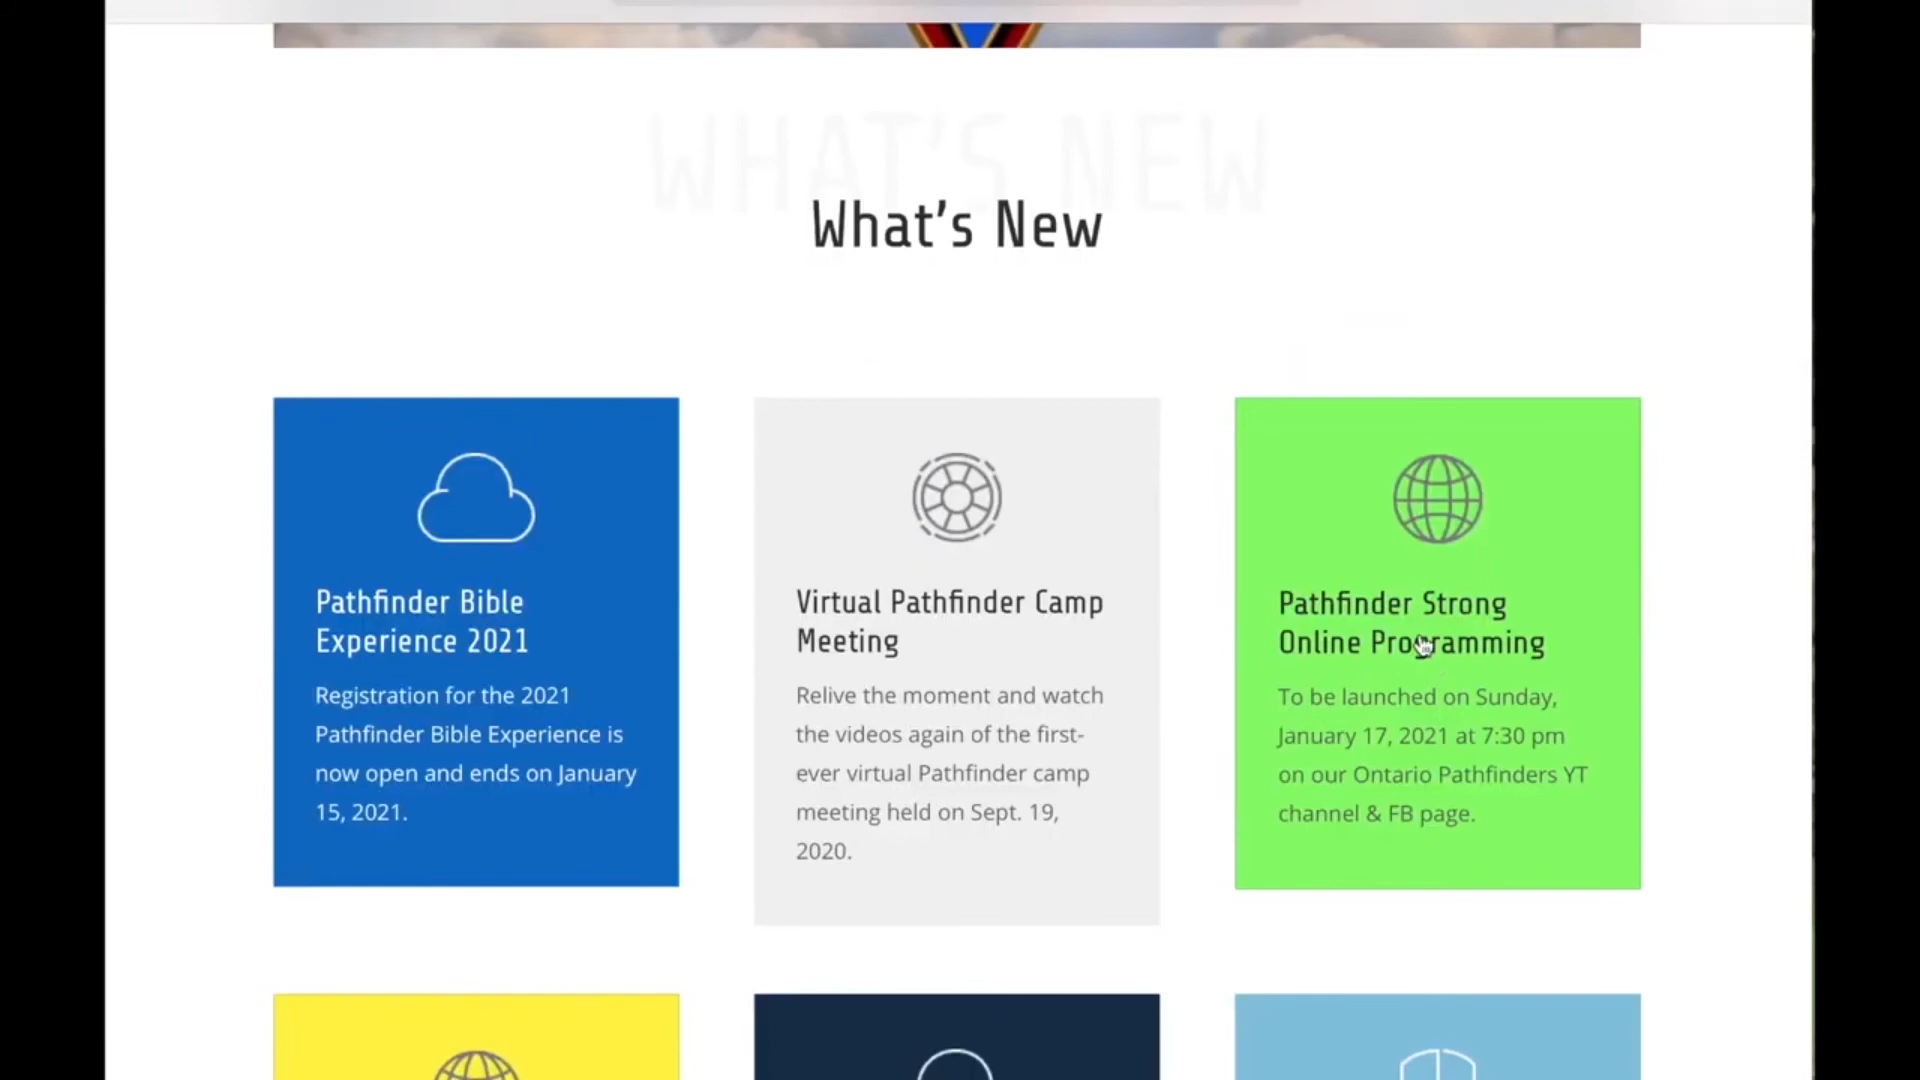 WHAT'S NEW
What's New
Pathfinder Bible
Experience 2021
Registration for the 2021
Pathfinder Bible Experience is
now open and ends on January
15, 2021.
Virtual Pathfinder Camp
Meeting
Relive the moment and watch
the videos again of the first-
ever virtual Pathfinder camp
meeting held on Sept. 19,
2020.
Pathfinder Strong
Online Programming
To be launched on Sunday,
January 17, 2021 at 7:30 pm
on our Ontario Pathfinders YT
channel & FB page.